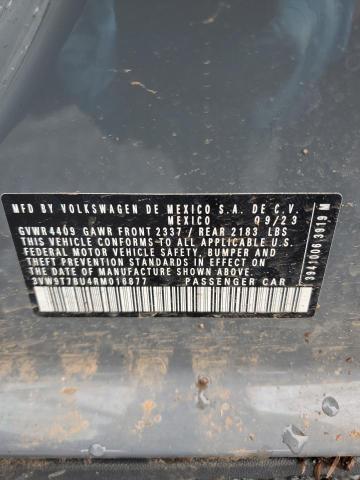 MFD BY VOLKSWAGEN DE MEXICO S.A. DE C.V.
MEXICO 09/23
GVWR 4409 GAWR FRONT 2337 / REAR 2183 LBS
THIS VEHICLE CONFORMS TO ALL APPLICABLE U.S.
FEDERAL MOTOR VEHICLE SAFETY, BUMPER AND
THEFT PREVENTION STANDARDS IN EFFECT ON
THE DATE OF MANUFACTURE SHOWN ABOVE.
3VW9T7BU4RM016877 PASSENGER CAR
3941006 3919 M